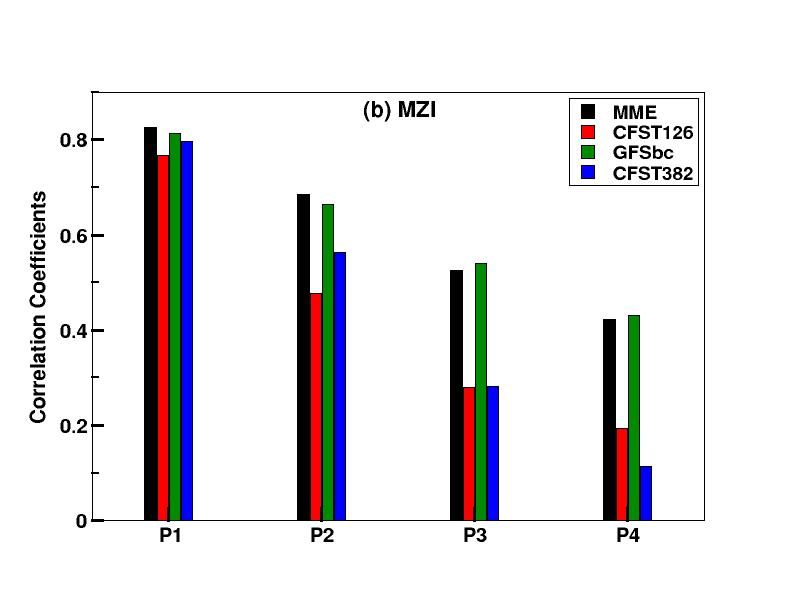 (b) MZI
MME
CFST126
GFSbc
CFST382
Correlation Coefficients
0.8
0.6
0.4
0.2
0
P1 P2 P3 P4